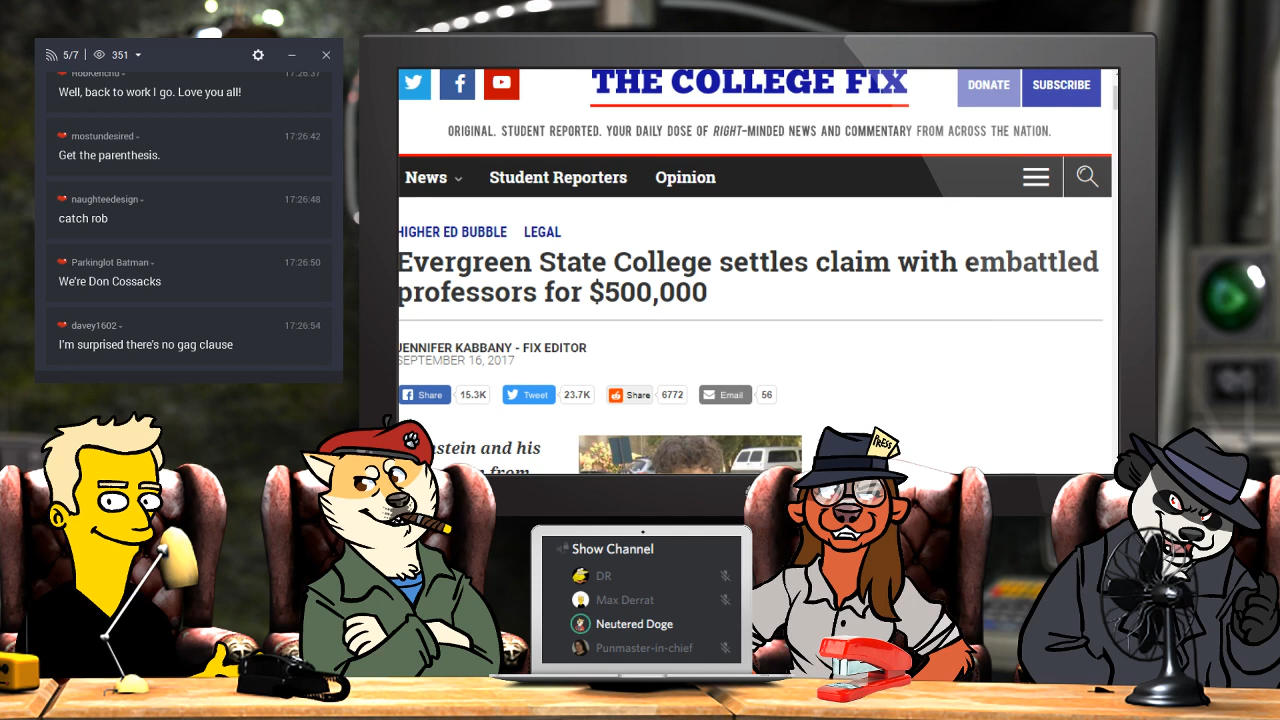 5/7 351
HobKenchu 17:26:37
Well, back to work I go. Love you all!
mostundesired 17:26:42
Get the parenthesis.
naughteedesign 17:26:48
catch rob
Parkinglot Batman 17:26:50
We're Don Cossacks
davey1602 17:26:54
I'm surprised there's no gag clause
THE COLLEGE FIX
DONATE SUBSCRIBE
ORIGINAL. STUDENT REPORTED. YOUR DAILY DOSE OF RIGHT-MINDED NEWS AND COMMENTARY FROM ACROSS THE NATION.
News Student Reporters Opinion
HIGHER ED BUBBLE LEGAL
Evergreen State College settles claim with embattled
professors for $500,000
JENNIFER KABBANY - FIX EDITOR
SEPTEMBER 16, 2017
Share 15.3K Tweet 23.7K Share 6772 Email 56
nstein and his
from
PRESS
Show Channel
DR
Max Derrat
Neutered Doge
Punmaster-in-chief